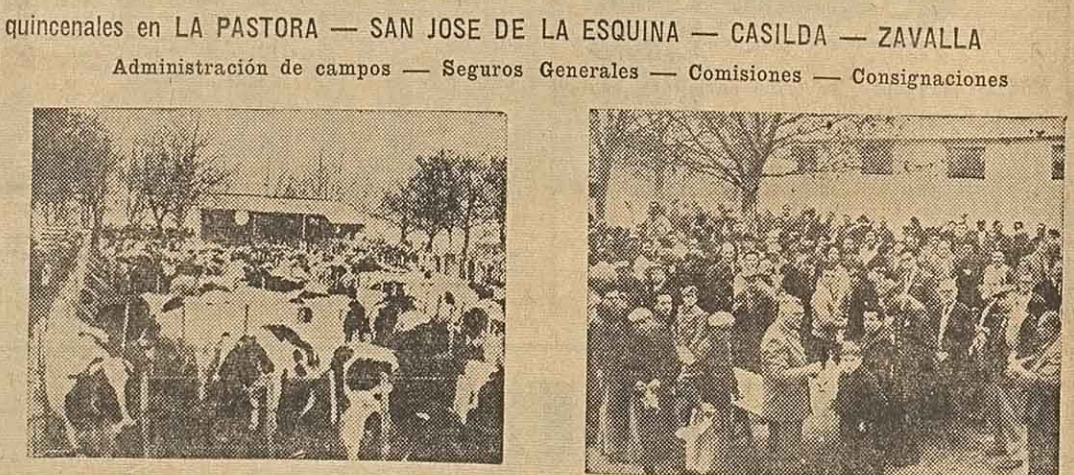 quincenales en LA PASTORA — SAN JOSE DE LA ESQUINA — CASILDA — ZAVALLA
Administración de campos — Seguros Generales — Comisiones — Consignaciones